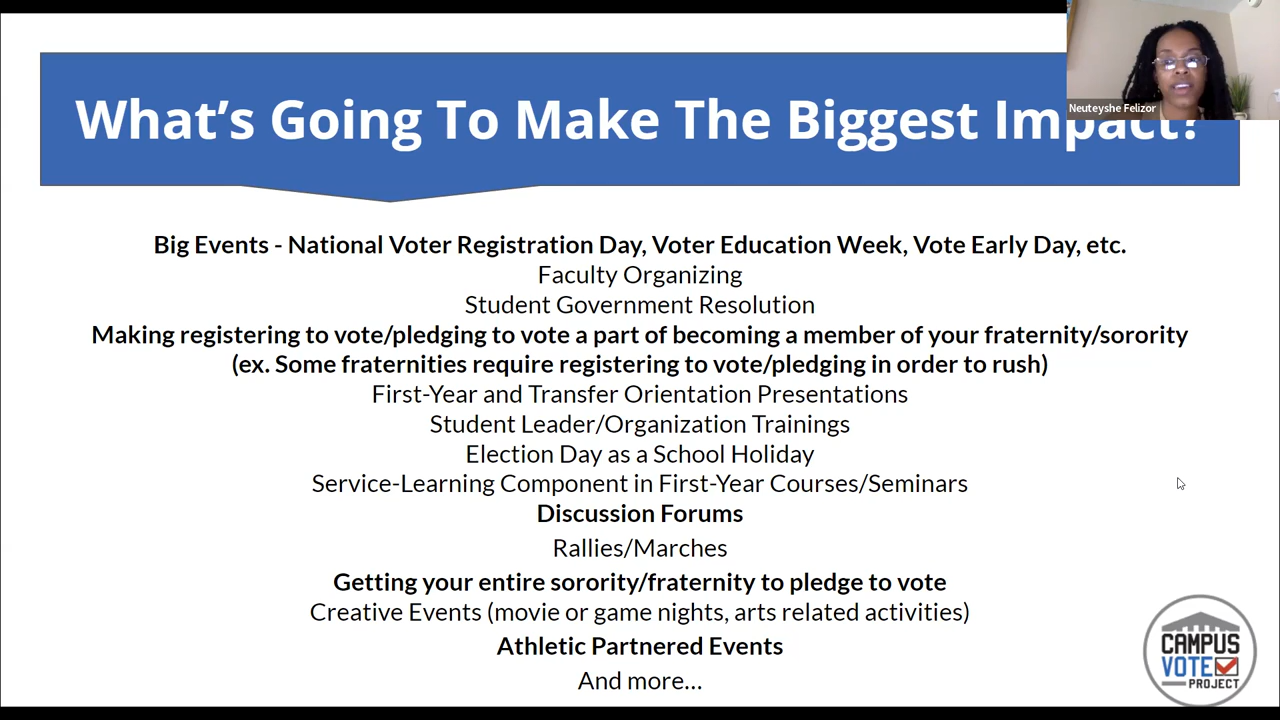 What's Going To Make The Biggest Impact?
Neuteyshe Felizor
Big Events - National Voter Registration Day, Voter Education Week, Vote Early Day, etc.
Faculty Organizing
Student Government Resolution
Making registering to vote/pledging to vote a part of becoming a member of your fraternity/sorority
(ex. Some fraternities require registering to vote/pledging in order to rush)
First-Year and Transfer Orientation Presentations
Student Leader/Organization Trainings
Election Day as a School Holiday
Service-Learning Component in First-Year Courses/Seminars
Discussion Forums
Rallies/Marches
Getting your entire sorority/fraternity to pledge to vote
Creative Events (movie or game nights, arts related activities)
Athletic Partnered Events
And more...
CAMPUS
VOTE
PROJECT